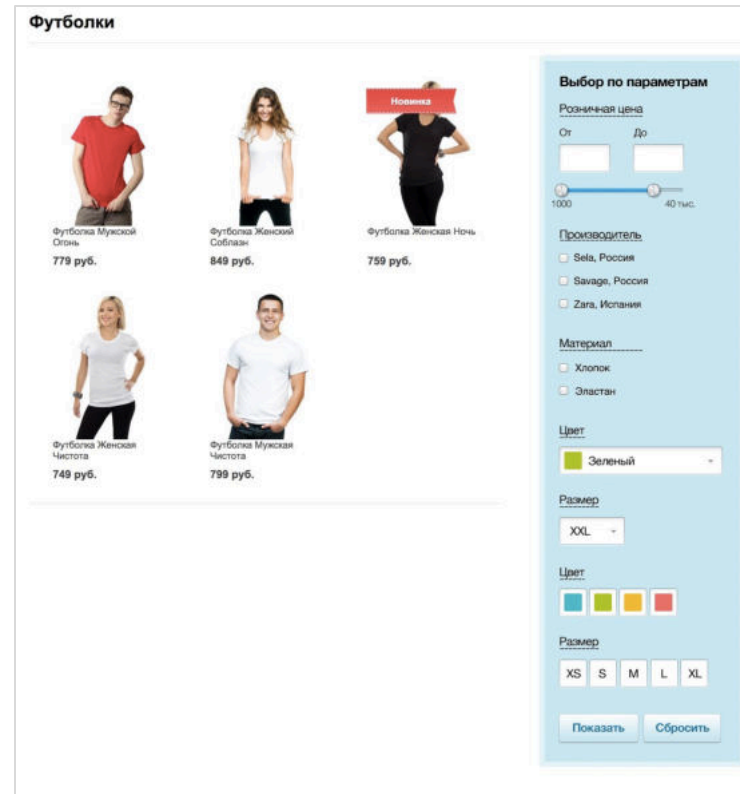 Футболки
Новинка
Футболка Мужской
Огонь
779 руб.
Футболка Женский
Соблазн
849 руб.
Футболка Женская Ночь
759 руб.
Футболка Женская
Чистота
749 руб.
Футболка Мужская
Чистота
799 руб.
Выбор по параметрам
Розничная цена
От До
1000 40 тыс.
Производитель
Sela, Россия
Savage, Россия
Zara, Испания
Материал
Хлопок
Эластан
Цвет
Зеленый
Размер
XXL
Цвет
Размер
XS S M L XL
Показать Сбросить